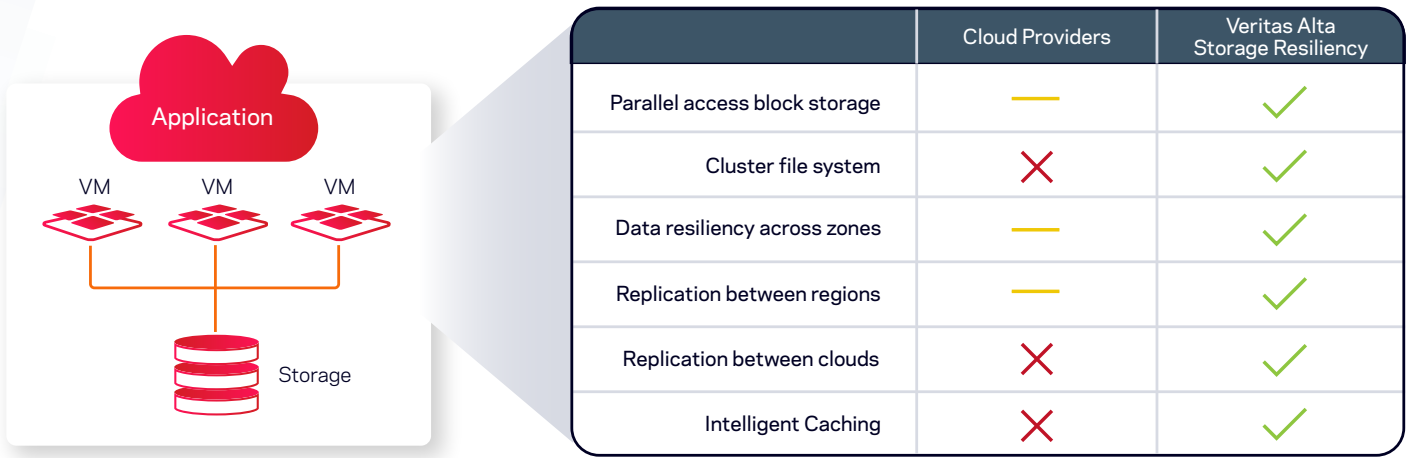 Application
VM VM VM
Storage
Cloud Providers
Veritas Alta
Storage Resiliency
Parallel access block storage
Cluster file system
Data resiliency across zones
Replication between regions
Replication between clouds
Intelligent Caching